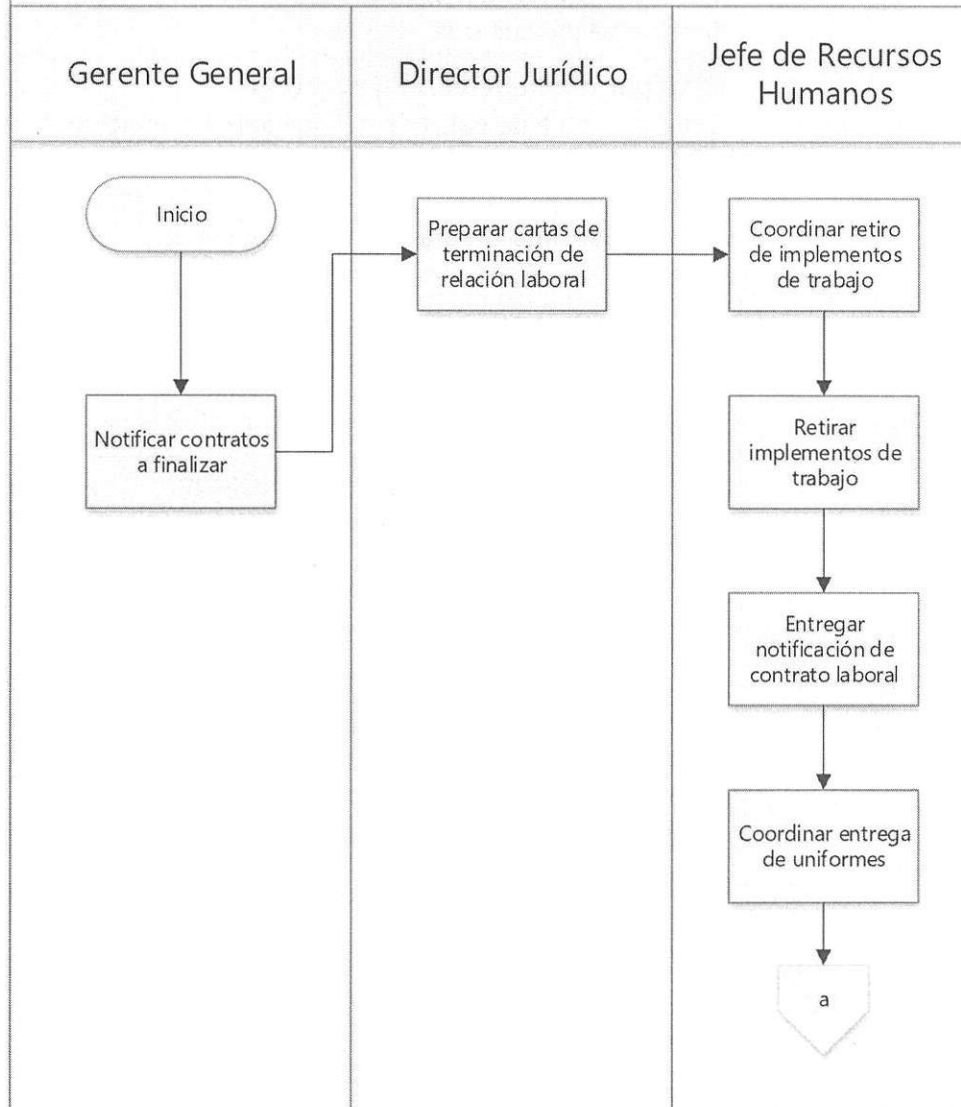 Gerente General
Director Jurídico
Jefe de Recursos
Humanos
Inicio
Notificar contratos
a finalizar
Preparar cartas de
terminación de
relación laboral
Coordinar retiro
de implementos
de trabajo
Retirar
implementos de
trabajo
Entregar
notificación de
contrato laboral
Coordinar entrega
de uniformes
a